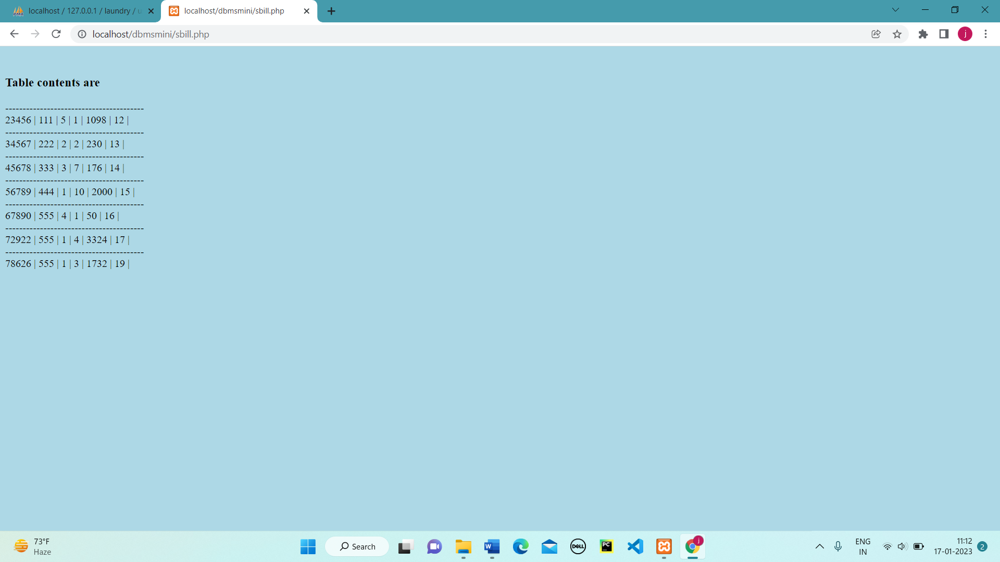 localhost / 127.0.0.1 / laundry / u
localhost/dbmsmini/sbill.php
localhost/dbmsmini/sbill.php
j
Table contents are
----------------------------------------
23456 | 111 | 5 | 1 | 1098 | 12 |
----------------------------------------
34567 | 222 | 2 | 2 | 230 | 13 |
----------------------------------------
45678 | 333 | 3 | 7 | 176 | 14 |
----------------------------------------
56789 | 444 | 1 | 10 | 2000 | 15 |
----------------------------------------
67890 | 555 | 4 | 1 | 50 | 16 |
----------------------------------------
72922 | 555 | 1 | 4 | 3324 | 17 |
----------------------------------------
78626 | 555 | 1 | 3 | 1732 | 19 |
73°F
Haze
Search
W
DELL
PC
j
ENG
IN
11:12
17-01-2023
2